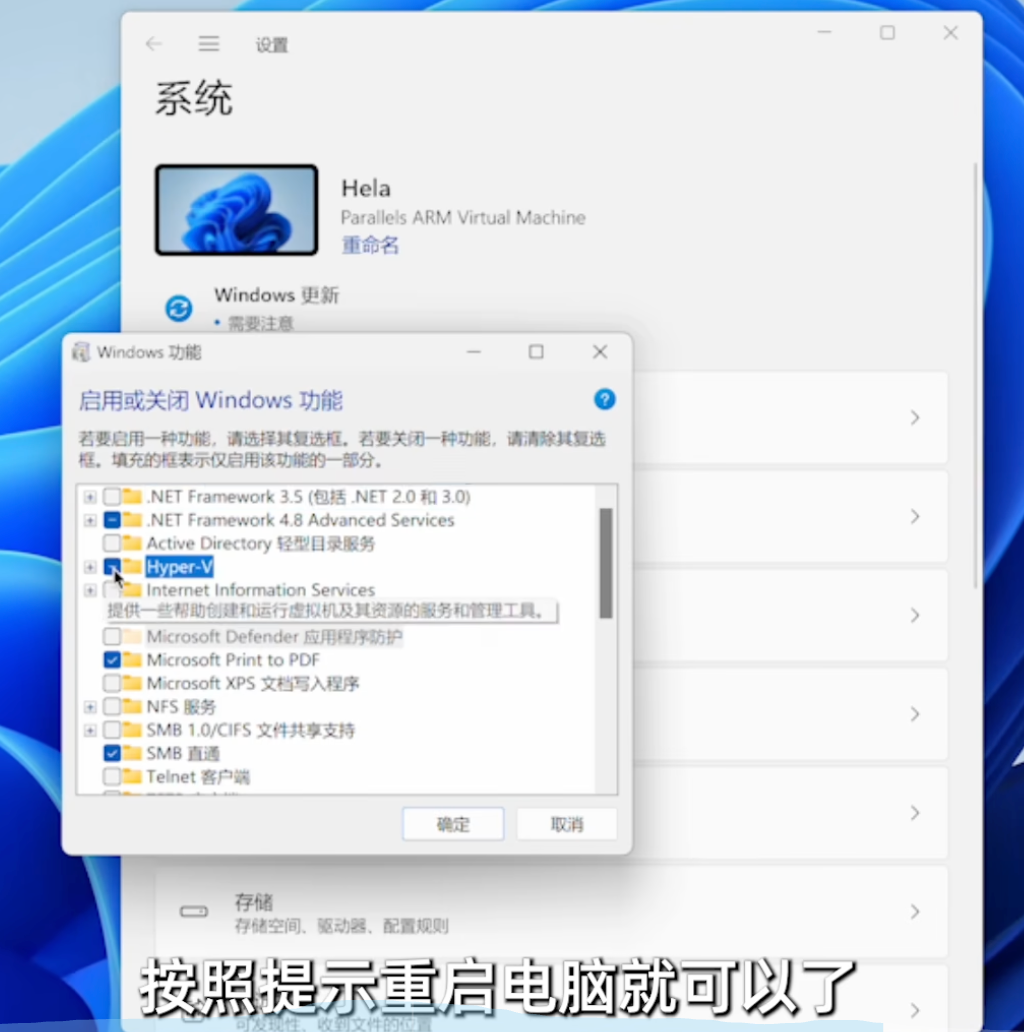 设置
系统
Hela
Parallels ARM Virtual Machine
重命名
Windows 更新
• 需要注意
Windows 功能
启用或关闭 Windows 功能
若要启用一种功能，请选择其复选框。若要关闭一种功能，请清除其复选
框。填充的框表示仅启用该功能的一部分。
.NET Framework 3.5 (包括 .NET 2.0 和 3.0)
.NET Framework 4.8 Advanced Services
Active Directory 轻型目录服务
Hyper-V
Internet Information Services
提供一些帮助创建和运行虚拟机及其资源的服务和管理工具。
Microsoft Defender 应用程序防护
Microsoft Print to PDF
Microsoft XPS 文档写入程序
NFS 服务
SMB 1.0/CIFS 文件共享支持
SMB 直通
Telnet 客户端
确定
取消
存储
存储空间、驱动器、配置规则
按照提示重启电脑就可以了
可发现性、收到文件的位置